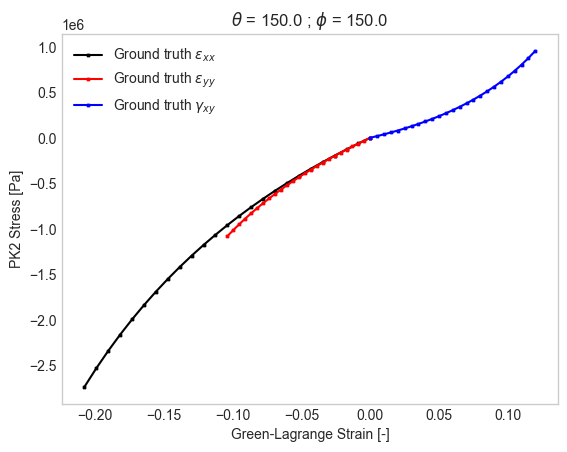 θ = 150.0 ; ϕ = 150.0
1e6
Ground truth εxx
Ground truth εyy
Ground truth γxy
1.0
0.5
0.0
−0.5
−1.0
−1.5
−2.0
−2.5
PK2 Stress [Pa]
−0.20 −0.15 −0.10 −0.05 0.00 0.05 0.10
Green-Lagrange Strain [-]